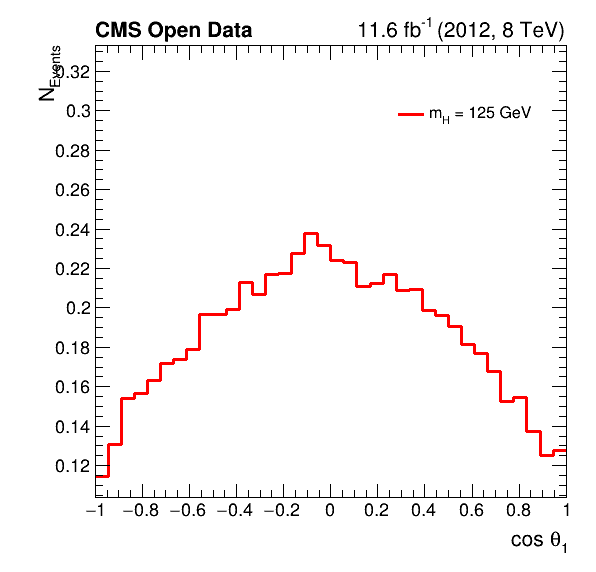 CMS Open Data 11.6 fb-1 (2012, 8 TeV)
NEvents
0.32
0.3
0.28
0.26
0.24
0.22
0.2
0.18
0.16
0.14
0.12
mH = 125 GeV
−1 −0.8 −0.6 −0.4 −0.2 0 0.2 0.4 0.6 0.8 1
cos θ1